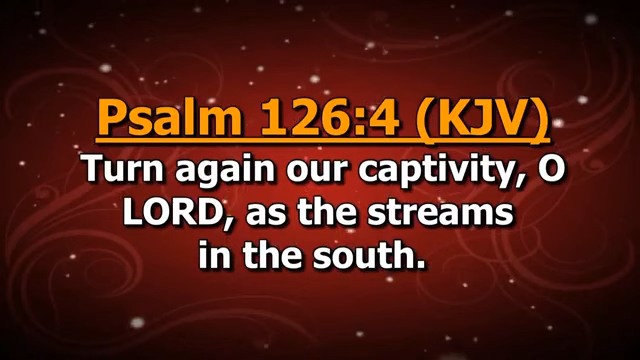 Psalm 126:4 (KJV)
Turn again our captivity, O
LORD, as the streams
in the south.